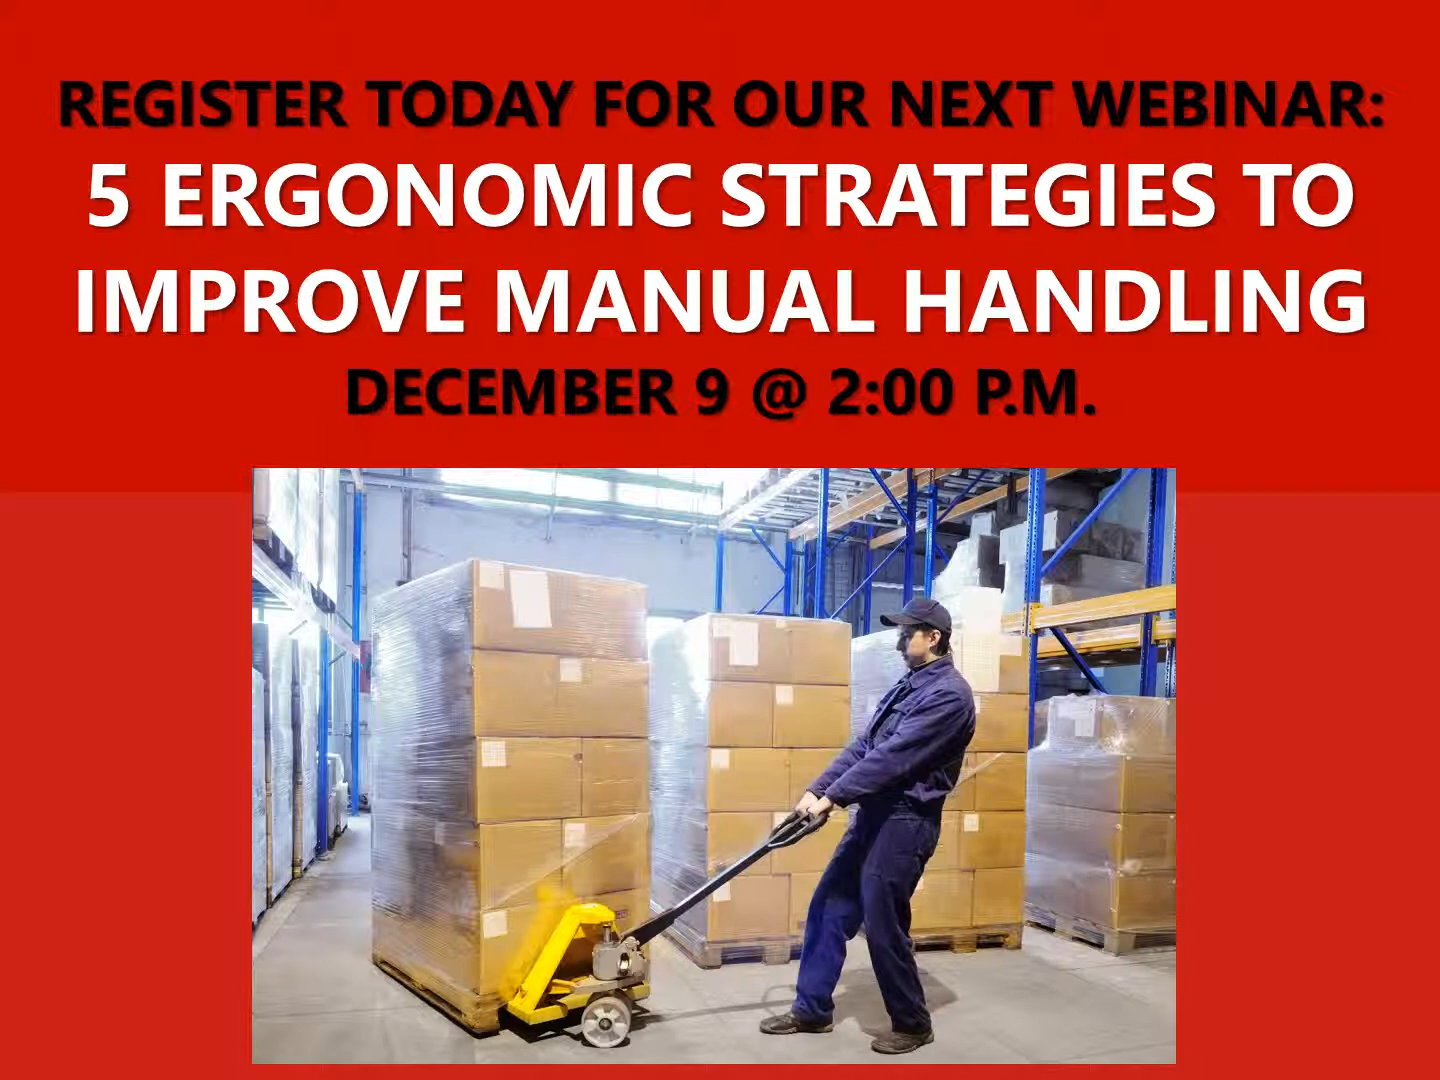 REGISTER TODAY FOR OUR NEXT WEBINAR:
5 ERGONOMIC STRATEGIES TO
IMPROVE MANUAL HANDLING
DECEMBER 9 @ 2:00 P.M.